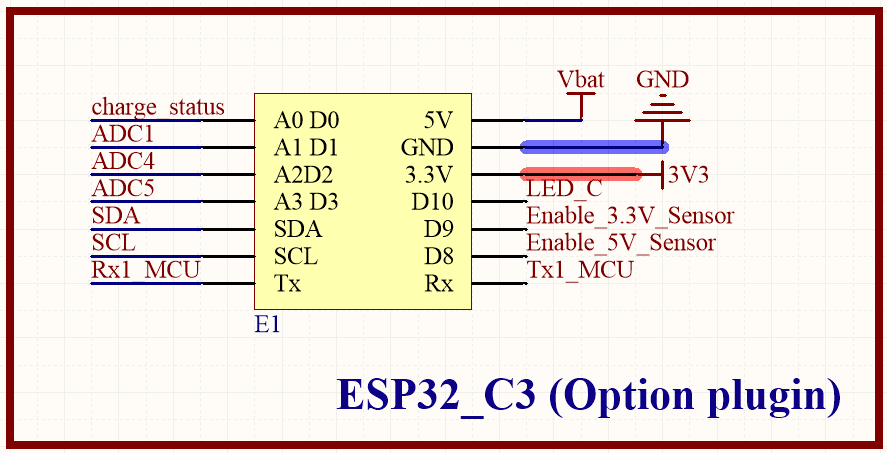 Vbat GND
charge_status A0 D0 5V
ADC1 A1 D1 GND
ADC4 A2D2 3.3V 3V3
ADC5 A3 D3 D10 LED_C
SDA SDA D9 Enable_3.3V_Sensor
SCL SCL D8 Enable_5V_Sensor
Rx1_MCU Tx Rx Tx1_MCU
E1
ESP32_C3 (Option plugin)